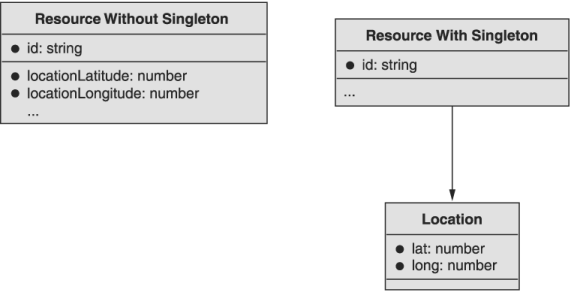 Resource Without Singleton
● id: string
● locationLatitude: number
● locationLongitude: number
...
Resource With Singleton
● id: string
...
Location
● lat: number
● long: number